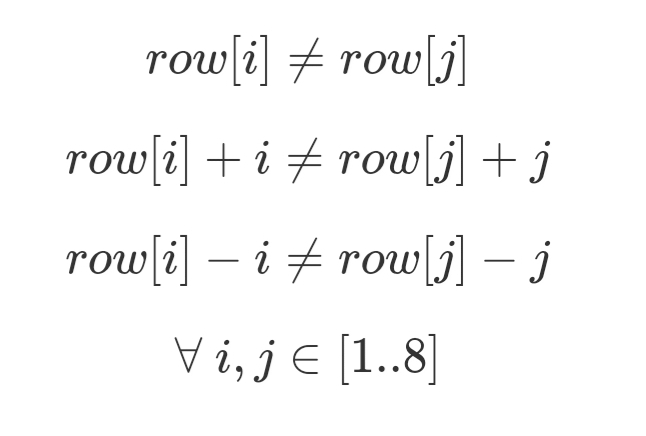 row[i] ≠ row[j]
row[i] + i ≠ row[j] + j
row[i] − i ≠ row[j] − j
∀ i, j ∈ [1..8]